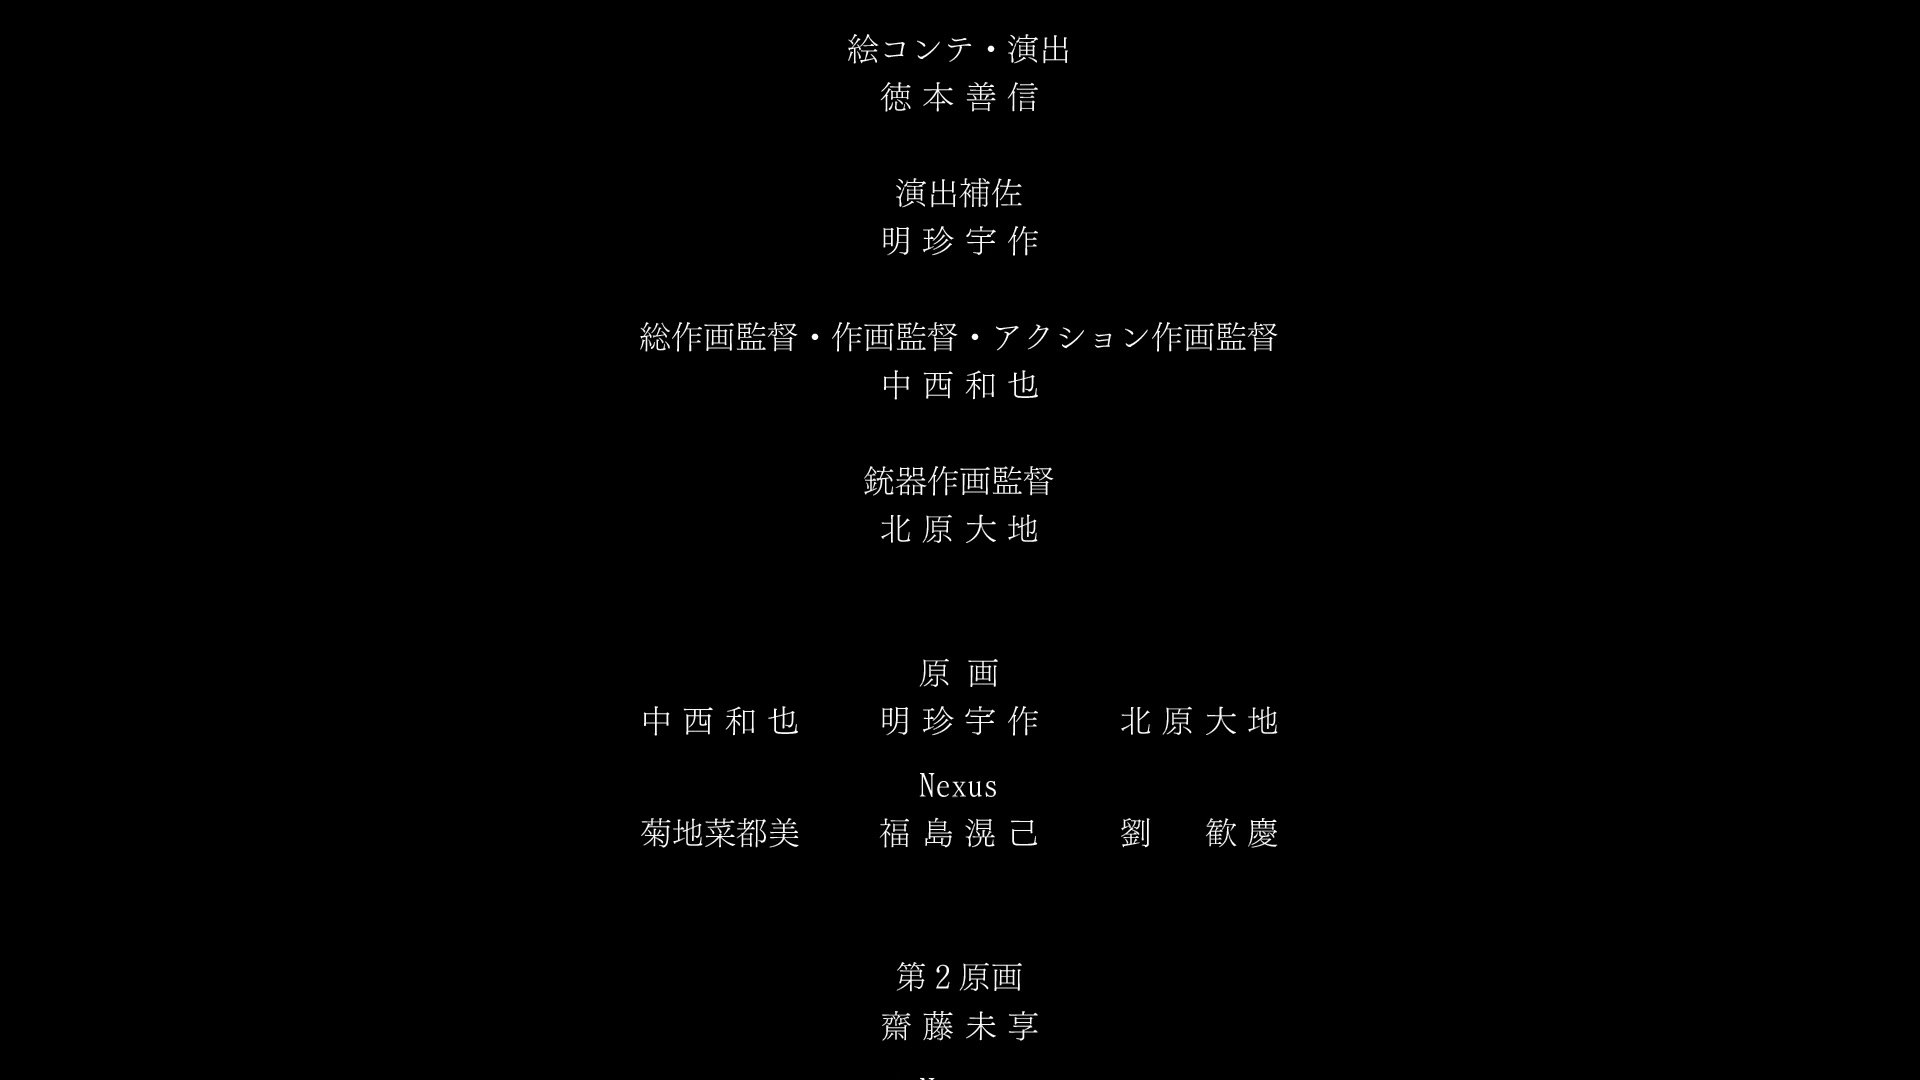 絵コンテ・演出
徳本善信
演出補佐
明珍宇作
総作画監督・作画監督・アクション作画監督
中西和也
銃器作画監督
北原大地
原画
中西和也 明珍宇作 北原大地
Nexus
菊地菜都美 福島滉己 劉 歓慶
第2原画
齋藤未享